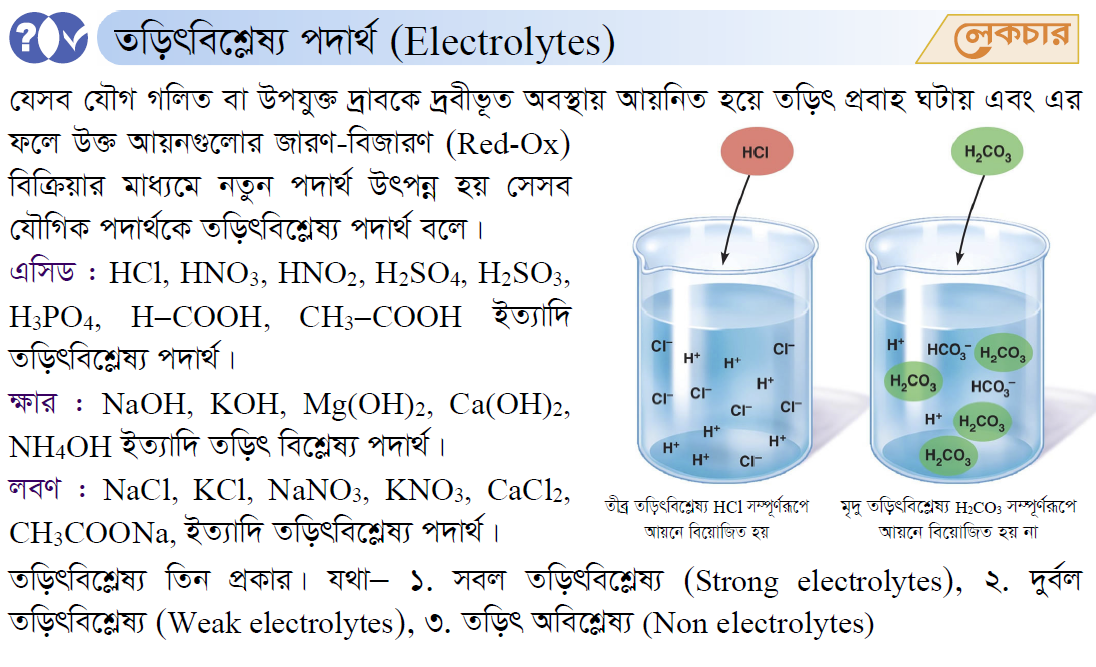 তড়িৎবিশ্লেষ্য পদার্থ (Electrolytes)
লেকচার
যেসব যৌগ গলিত বা উপযুক্ত দ্রাবকে দ্রবীভূত অবস্থায় আয়নিত হয়ে তড়িৎ প্রবাহ ঘটায় এবং এর
ফলে উক্ত আয়নগুলোর জারণ-বিজারণ (Red-Ox)
বিক্রিয়ার মাধ্যমে নতুন পদার্থ উৎপন্ন হয় সেসব
যৌগিক পদার্থকে তড়িৎবিশ্লেষ্য পদার্থ বলে।
এসিড : HCl, HNO₃, HNO₂, H₂SO₄, H₂SO₃,
H₃PO₄, H–COOH, CH₃–COOH ইত্যাদি
তড়িৎবিশ্লেষ্য পদার্থ।
ক্ষার : NaOH, KOH, Mg(OH)₂, Ca(OH)₂,
NH₄OH ইত্যাদি তড়িৎ বিশ্লেষ্য পদার্থ।
লবণ : NaCl, KCl, NaNO₃, KNO₃, CaCl₂,
CH₃COONa, ইত্যাদি তড়িৎবিশ্লেষ্য পদার্থ।
HCl
Cl⁻ H⁺ H⁺ Cl⁻
Cl⁻ Cl⁻ H⁺
Cl⁻ Cl⁻
H⁺ H⁺ H⁺
H⁺ Cl⁻
তীব্র তড়িৎবিশ্লেষ্য HCl সম্পূর্ণরূপে
আয়নে বিয়োজিত হয়
H₂CO₃
H⁺ HCO₃⁻ H₂CO₃
H₂CO₃ HCO₃⁻
H⁺ H₂CO₃
H₂CO₃
মৃদু তড়িৎবিশ্লেষ্য H₂CO₃ সম্পূর্ণরূপে
আয়নে বিয়োজিত হয় না
তড়িৎবিশ্লেষ্য তিন প্রকার। যথা– ১. সবল তড়িৎবিশ্লেষ্য (Strong electrolytes), ২. দুর্বল
তড়িৎবিশ্লেষ্য (Weak electrolytes), ৩. তড়িৎ অবিশ্লেষ্য (Non electrolytes)